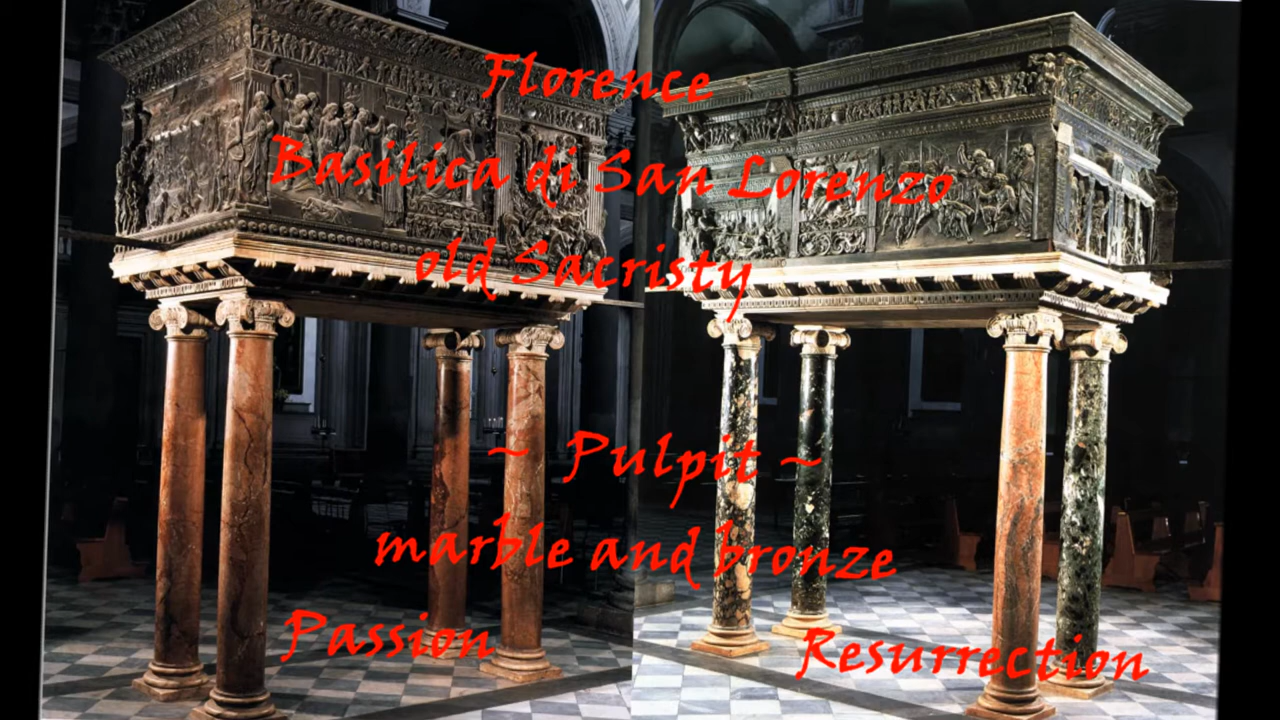 Florence
Basilica di San Lorenzo
old Sacristy
~ Pulpit ~
marble and bronze
Passion
Resurrection